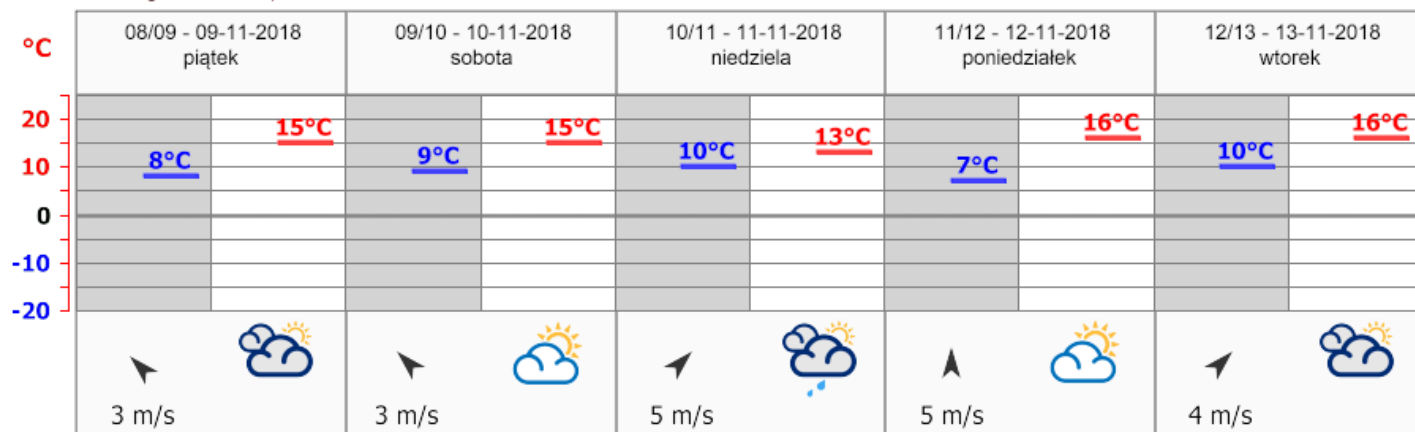 °C
08/09 - 09-11-2018
piątek
09/10 - 10-11-2018
sobota
10/11 - 11-11-2018
niedziela
11/12 - 12-11-2018
poniedziałek
12/13 - 13-11-2018
wtorek
20
10
0
-10
-20
8°C
15°C
9°C
15°C
10°C
13°C
7°C
16°C
10°C
16°C
3 m/s
3 m/s
5 m/s
5 m/s
4 m/s